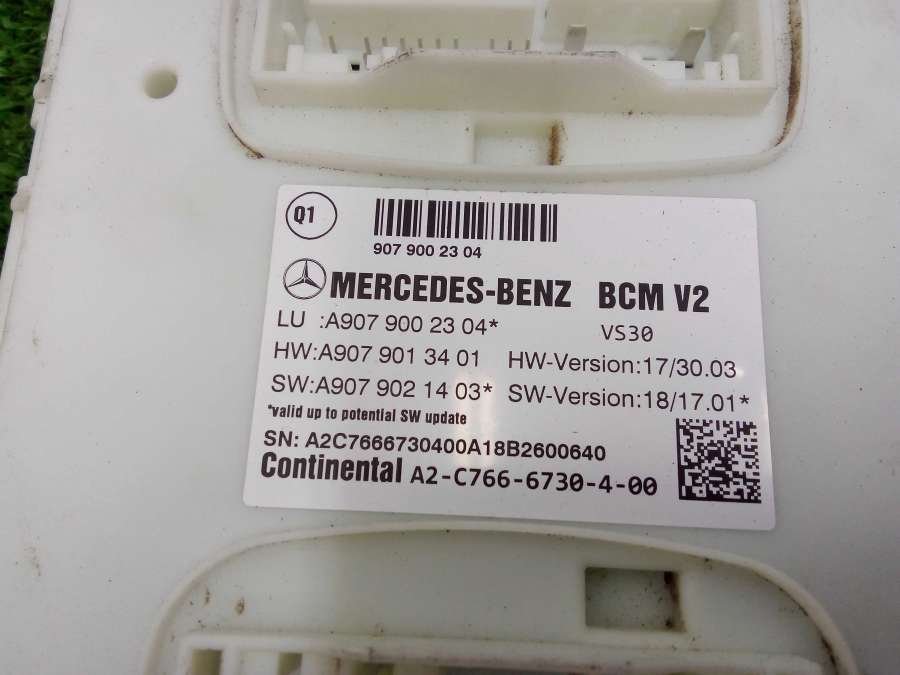 Q1
907 900 23 04
MERCEDES-BENZ BCM V2
LU :A907 900 23 04* VS30
HW:A907 901 34 01 HW-Version:17/30.03
SW:A907 902 14 03* SW-Version:18/17.01*
*valid up to potential SW update
SN: A2C7666730400A18B2600640
Continental A2-C766-6730-4-00